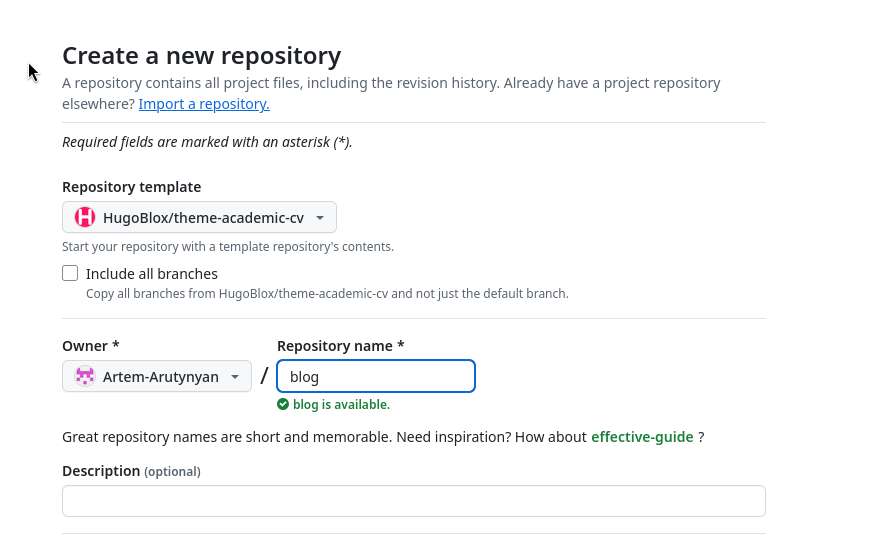 Create a new repository
A repository contains all project files, including the revision history. Already have a project repository
elsewhere? Import a repository.
Required fields are marked with an asterisk (*).
Repository template
HugoBlox/theme-academic-cv
Start your repository with a template repository's contents.
Include all branches
Copy all branches from HugoBlox/theme-academic-cv and not just the default branch.
Owner * Repository name *
Artem-Arutynyan / blog
blog is available.
Great repository names are short and memorable. Need inspiration? How about effective-guide ?
Description (optional)